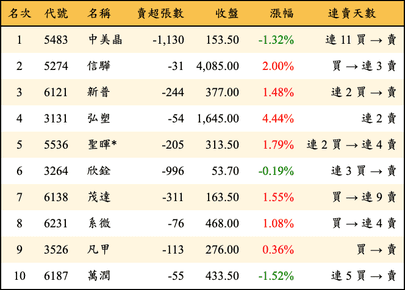 名次 代號 名稱 賣超張數 收盤 漲幅 連賣天數
1 5483 中美晶 -1,130 153.50 -1.32% 連 11 買 → 賣
2 5274 信驊 -31 4,085.00 2.00% 買 → 連 3 賣
3 6121 新普 -244 377.00 1.48% 連 2 買 → 賣
4 3131 弘塑 -54 1,645.00 4.44% 連 2 賣
5 5536 聖暉* -205 313.50 1.79% 連 2 買 → 連 4 賣
6 3264 欣銓 -996 53.70 -0.19% 連 3 買 → 賣
7 6138 茂達 -311 163.50 1.55% 買 → 連 9 賣
8 6231 系微 -76 468.00 1.08% 買 → 連 4 賣
9 3526 凡甲 -113 276.00 0.36% 買 → 賣
10 6187 萬潤 -55 433.50 -1.52% 連 5 買 → 賣